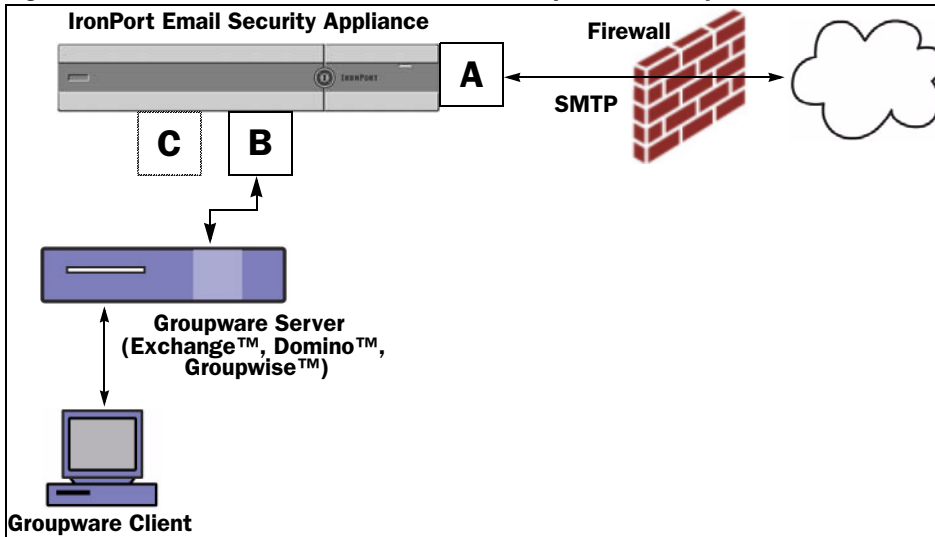 IronPort Email Security Appliance
Firewall
IRONPORT
A
SMTP
C
B
Groupware Server
(Exchange™, Domino™,
Groupwise™)
Groupware Client